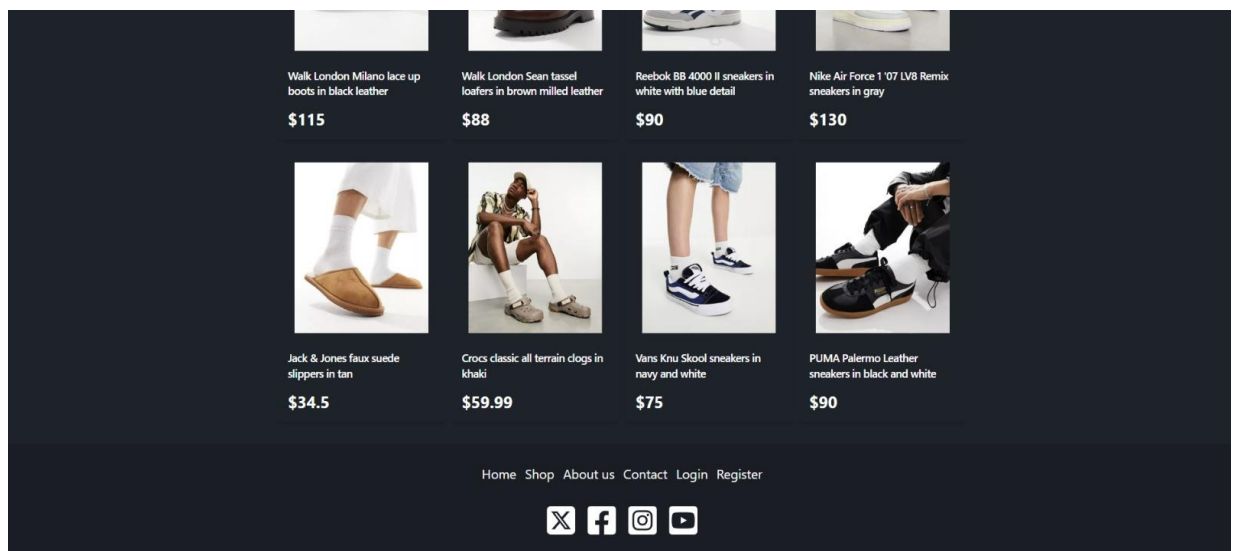 Walk London Milano lace up
boots in black leather
$115
Walk London Sean tassel
loafers in brown milled leather
$88
Reebok BB 4000 II sneakers in
white with blue detail
$90
Nike Air Force 1 '07 LV8 Remix
sneakers in gray
$130
Jack & Jones faux suede
slippers in tan
$34.5
Crocs classic all terrain clogs in
khaki
$59.99
Vans Knu Skool sneakers in
navy and white
$75
PUMA Palermo Leather
sneakers in black and white
$90
Home Shop About us Contact Login Register